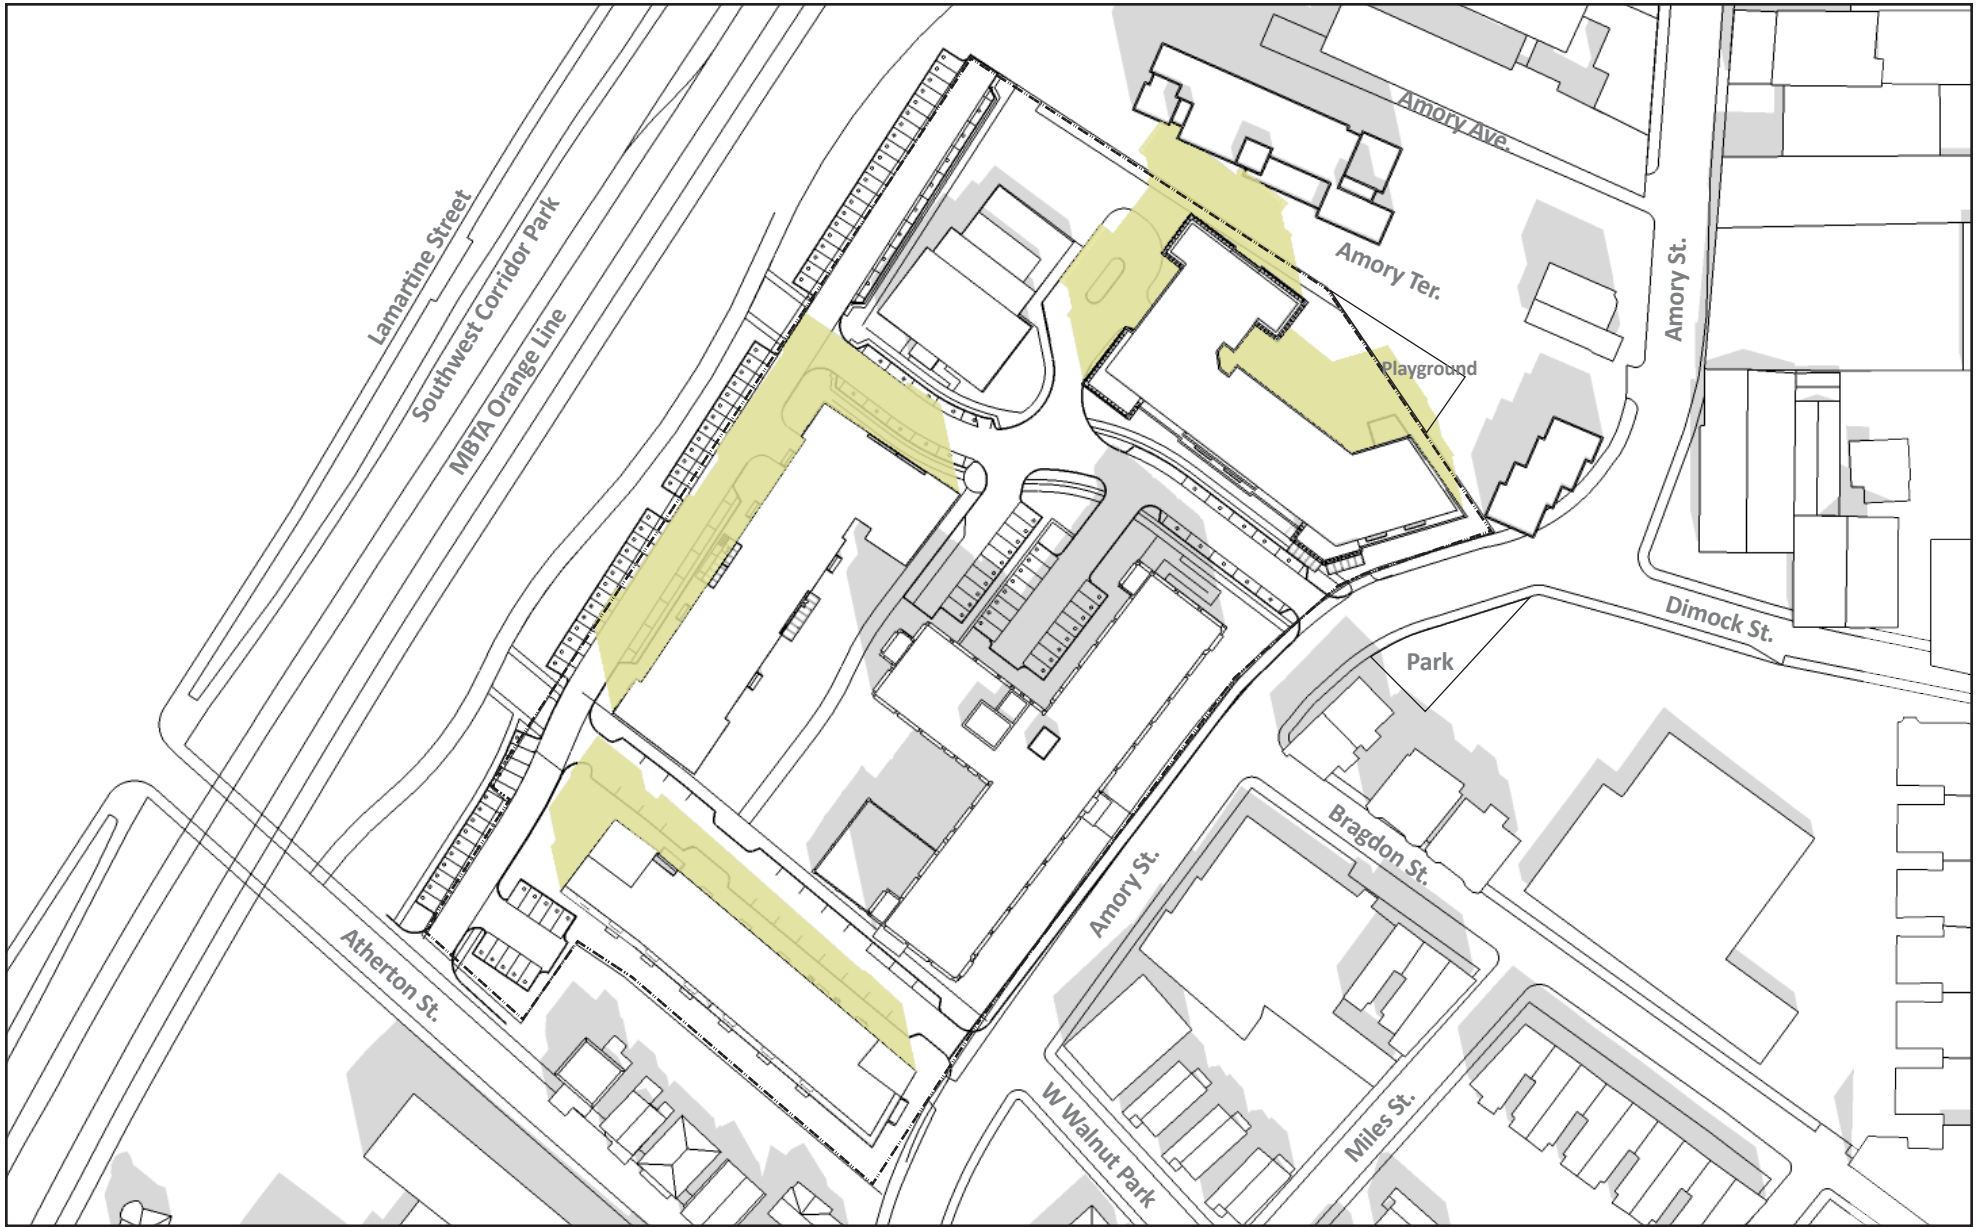 Amory Ave.
Lamartine Street
Southwest Corridor Park
MBTA Orange Line
Amory Ter.
Amory St.
Playground
Dimock St.
Park
Bragdon St.
Amory St.
Atherton St.
W Walnut Park
Miles St.